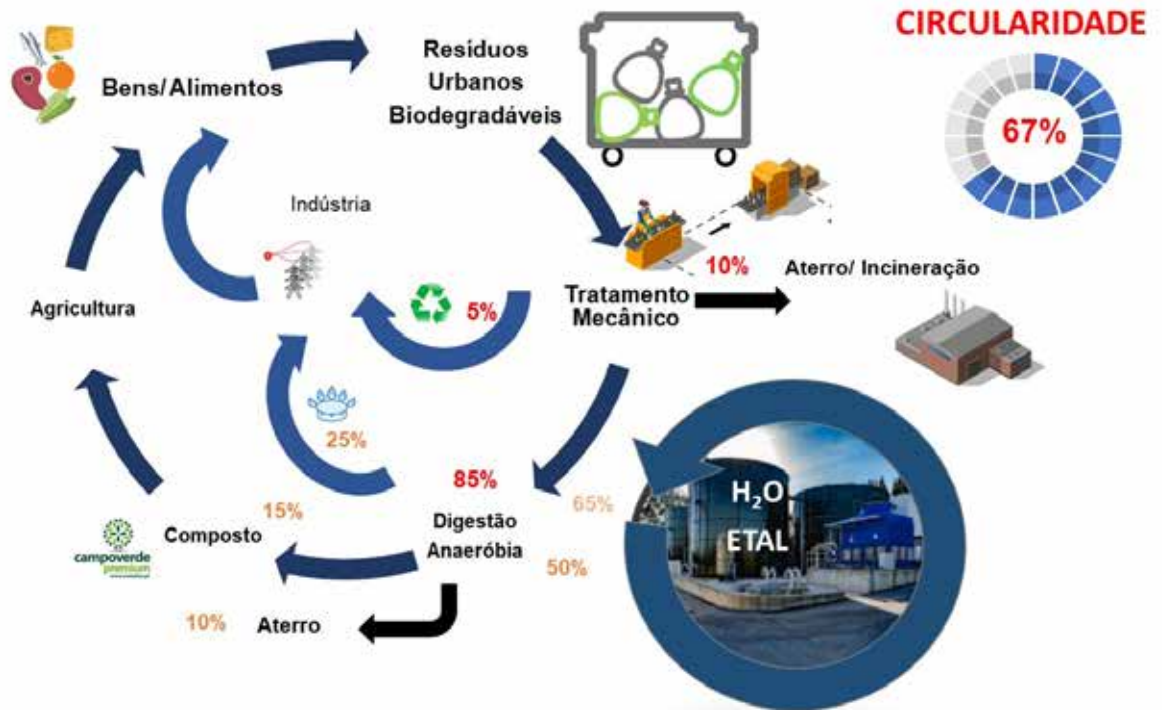 CIRCULARIDADE
67%
Bens/Alimentos
Resíduos
Urbanos
Biodegradáveis
Indústria
10%
Aterro/ Incineração
Tratamento
Mecânico
5%
Agricultura
25%
85%
Digestão
Anaeróbia
65%
50%
H₂O
ETAL
15%
Composto
campoverde
premium
10%
Aterro